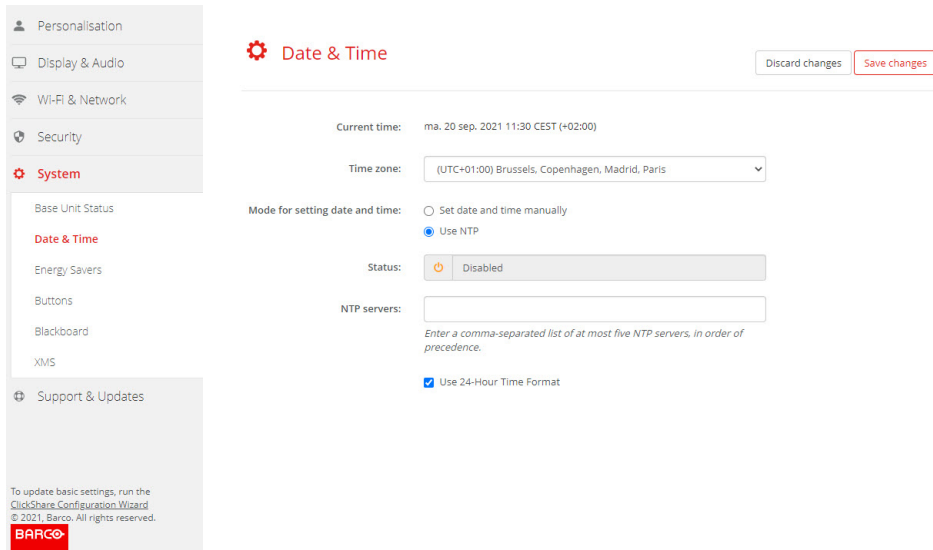 Personalisation
Display & Audio
Wi-Fi & Network
Security
System
Base Unit Status
Date & Time
Energy Savers
Buttons
Blackboard
XMS
Support & Updates
To update basic settings, run the
ClickShare Configuration Wizard
© 2021, Barco. All rights reserved.
BARCO
Date & Time
Discard changes
Save changes
Current time: ma. 20 sep. 2021 11:30 CEST (+02:00)
Time zone: (UTC+01:00) Brussels, Copenhagen, Madrid, Paris
Mode for setting date and time: Set date and time manually
Use NTP
Status: Disabled
NTP servers:
Enter a comma-separated list of at most five NTP servers, in order of
precedence.
Use 24-Hour Time Format